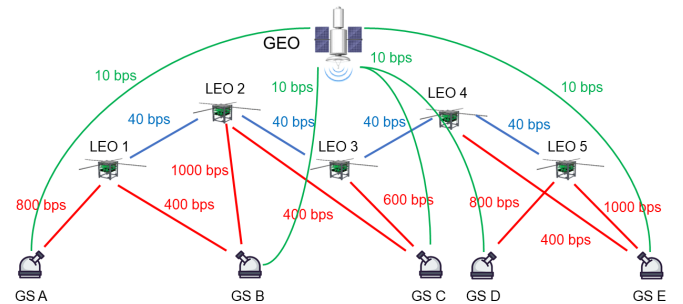 GEO
10 bps
10 bps
10 bps
10 bps
LEO 2
LEO 4
40 bps
40 bps
40 bps
40 bps
LEO 1
LEO 3
LEO 5
1000 bps
800 bps
400 bps
400 bps
600 bps
800 bps
1000 bps
400 bps
GS A
GS B
GS C
GS D
GS E